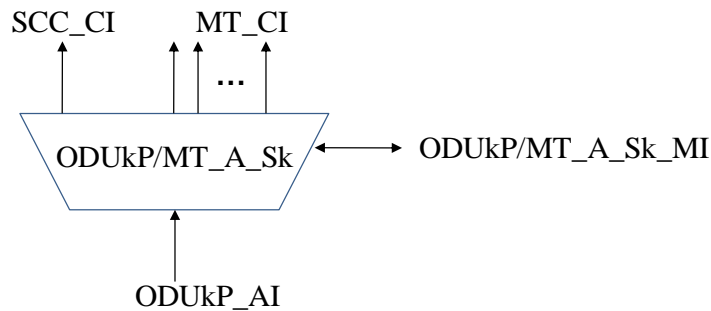 SCC_CI MT_CI
...
ODUkP/MT_A_Sk
ODUkP/MT_A_Sk_MI
ODUkP_AI